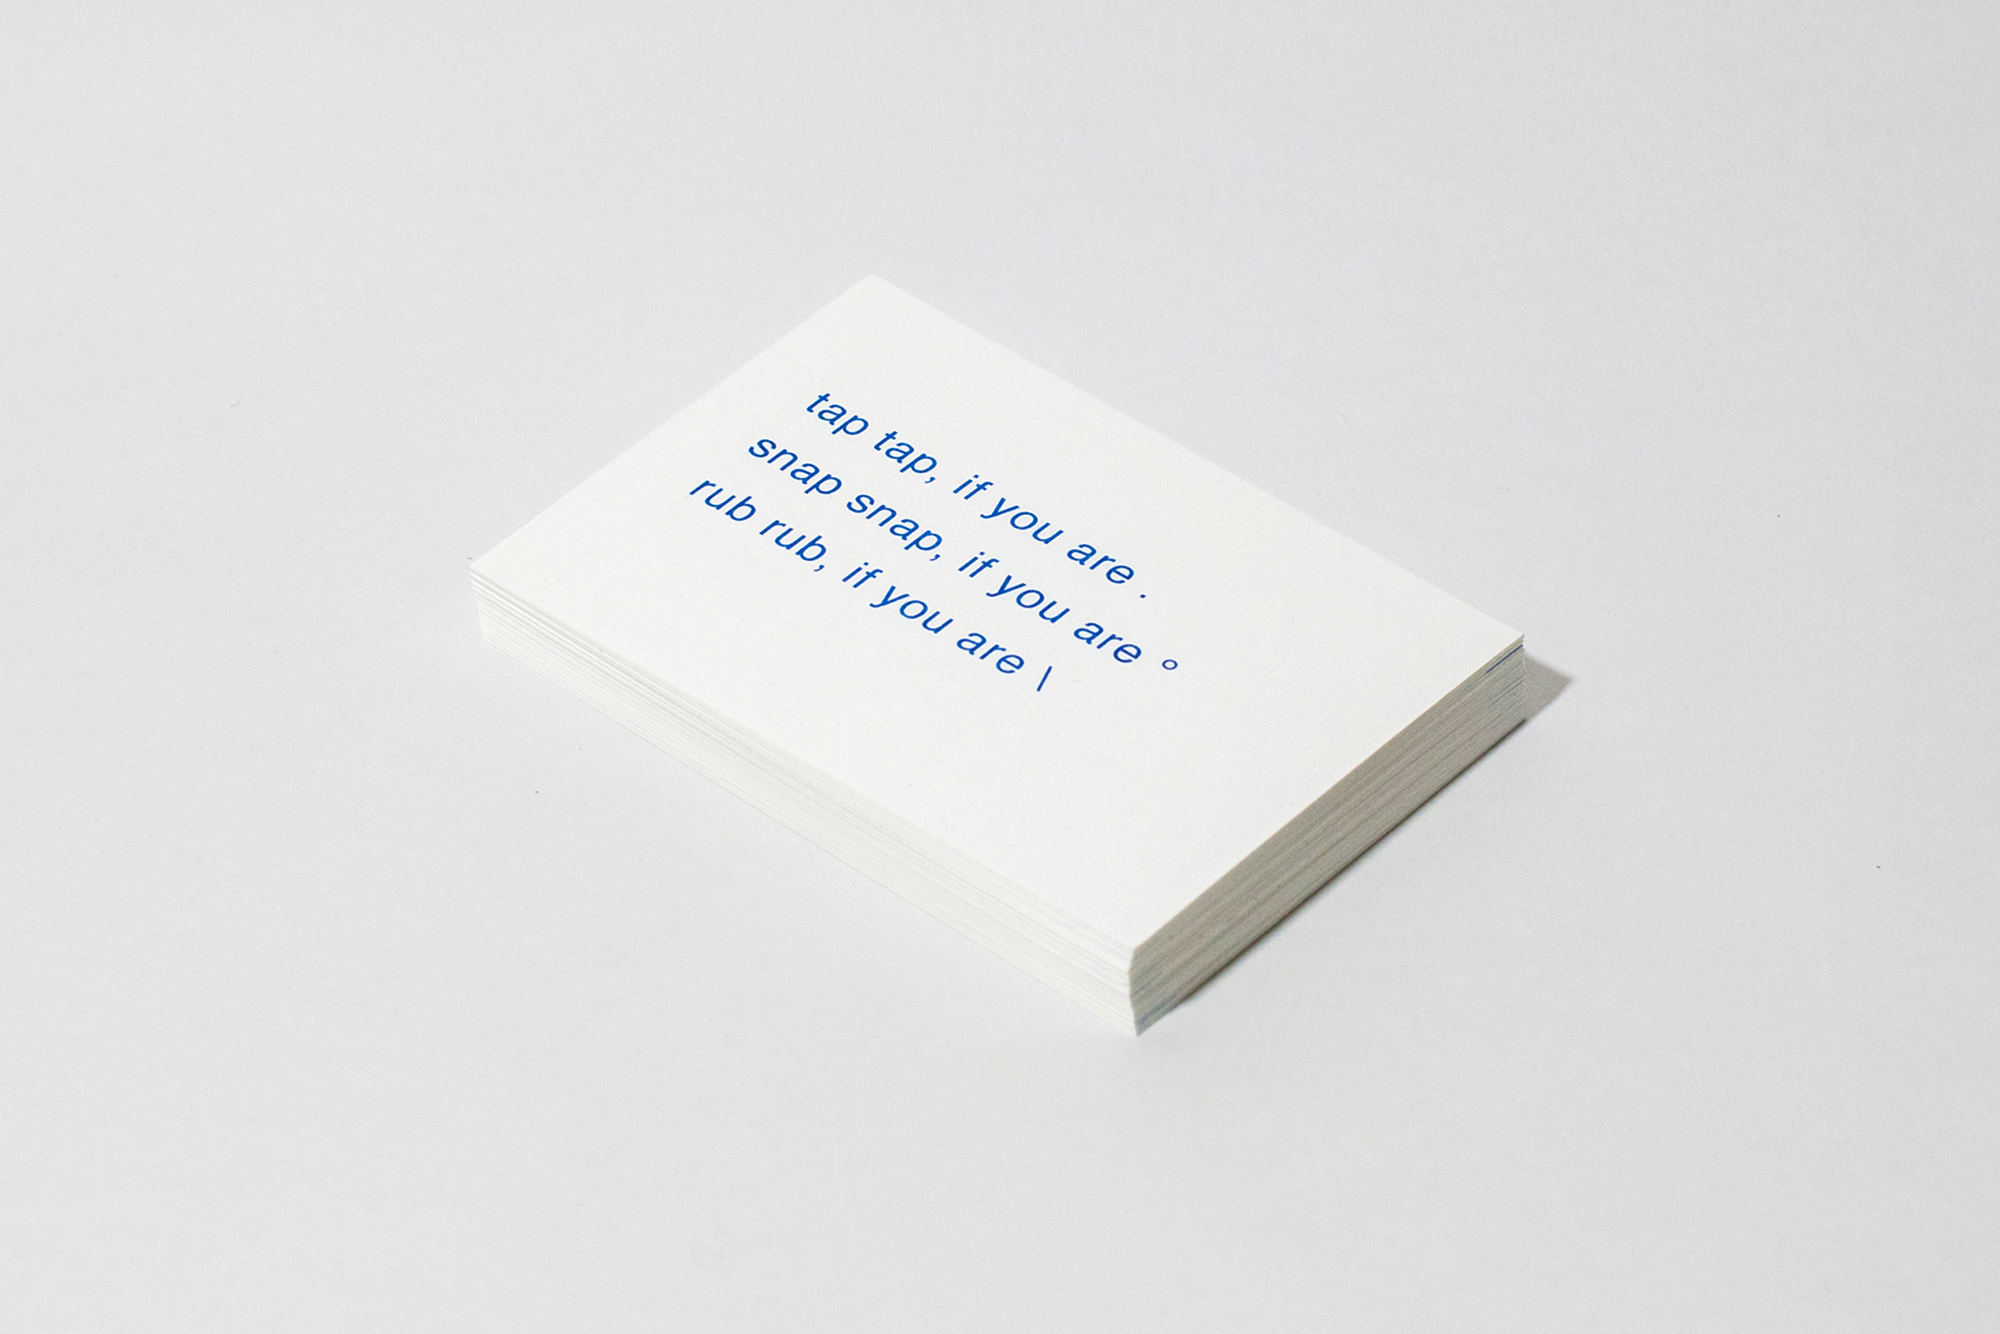 tap tap, if you are .
snap snap, if you are °
rub rub, if you are \